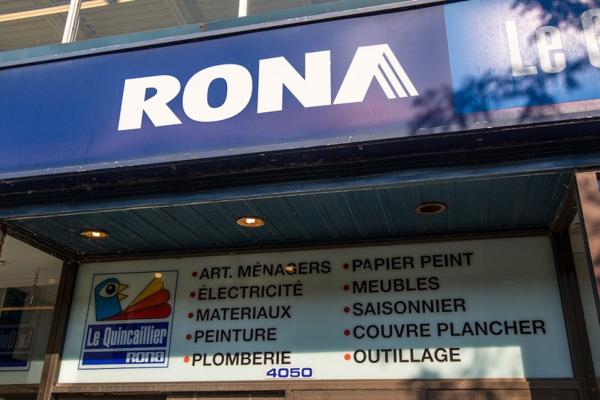 RONA
Le
• ART. MÉNAGERS
• ÉLECTRICITÉ
• MATERIAUX
• PEINTURE
• PLOMBERIE
• PAPIER PEINT
• MEUBLES
• SAISONNIER
• COUVRE PLANCHER
• OUTILLAGE
Le Quincaillier
RONA
4050